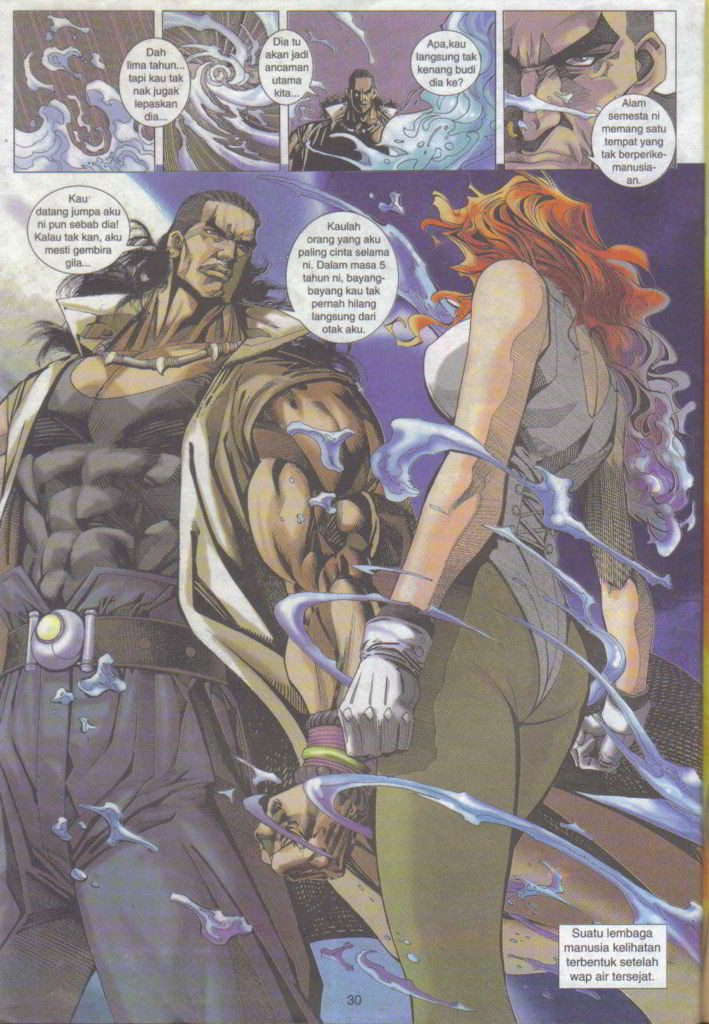 Dah
lima tahun...
tapi kau tak
nak jugak
lepaskan
dia...
Dia tu
akan jadi
ancaman
utama
kita...
Apa,kau
langsung tak
kenang budi
dia ke?
Alam
semesta ni
memang satu
tempat yang
tak berperike-
manusia-
an.
Kau
datang jumpa aku
ni pun sebab dia!
Kalau tak kan, aku
mesti gembira
gila...
Kaulah
orang yang aku
paling cinta selama
ni. Dalam masa 5
tahun ni, bayang-
bayang kau tak
pernah hilang
langsung dari
otak aku.
Suatu lembaga
manusia kelihatan
terbentuk setelah
wap air tersejat.
30